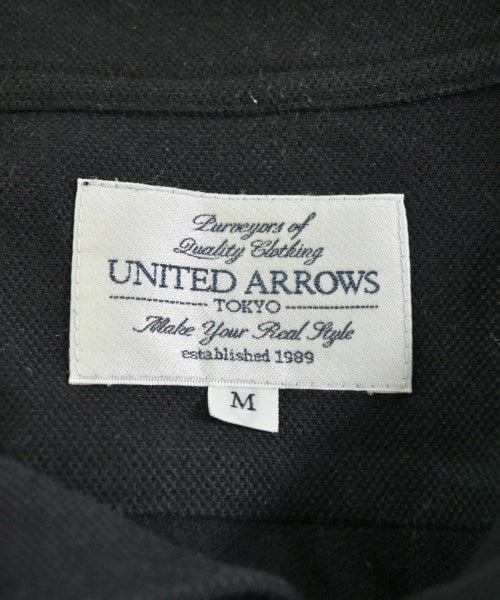 Purveyors of
Quality Clothing
UNITED ARROWS
TOKYO
Make Your Real Style
established 1989
M